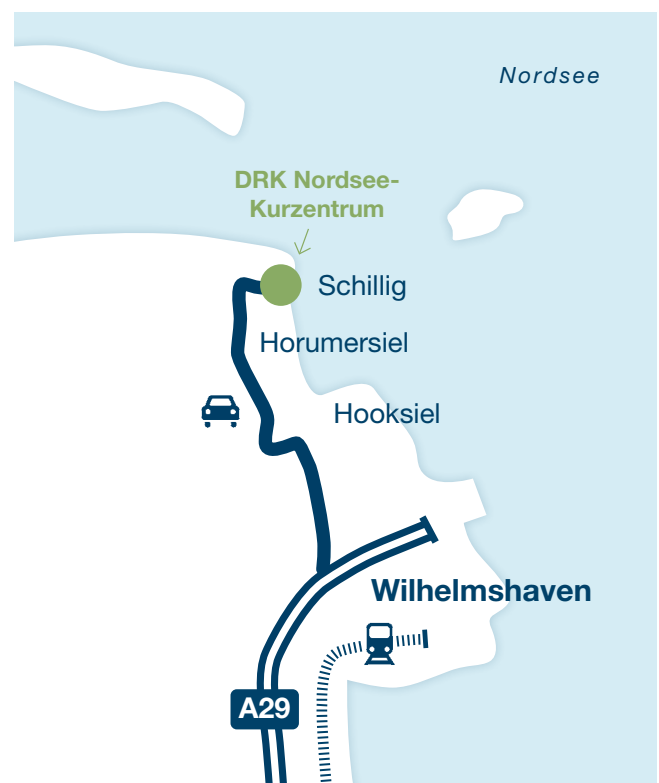 Nordsee
DRK Nordsee-
Kurzentrum
Schillig
Horumersiel
Hooksiel
Wilhelmshaven
A29